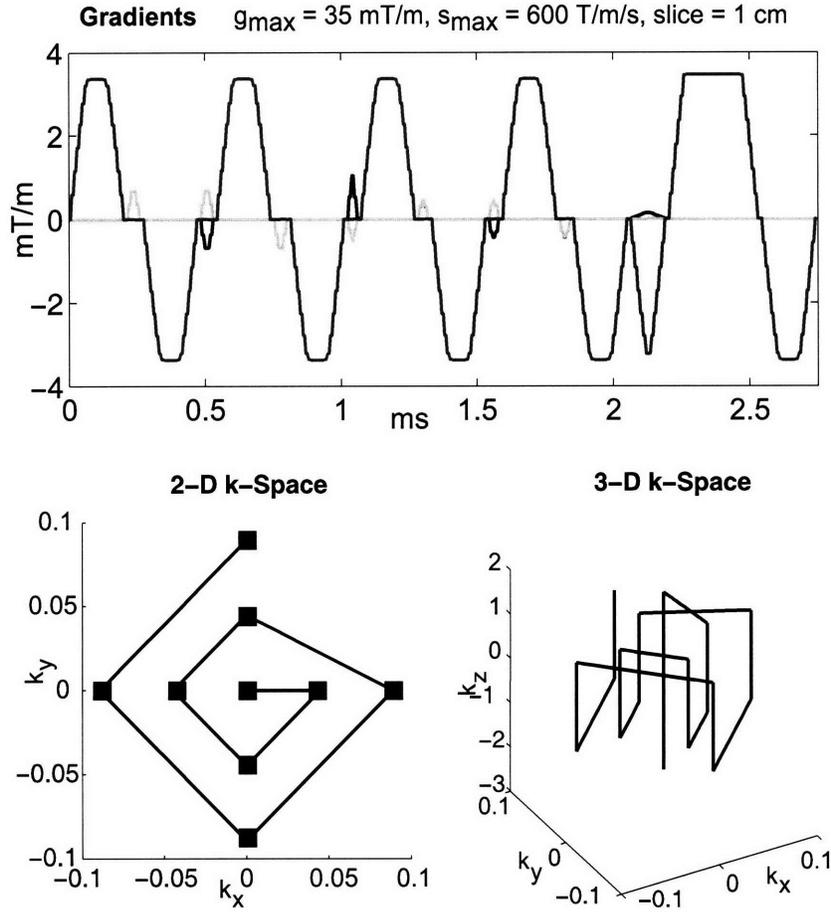 Gradients g_max = 35 mT/m, s_max = 600 T/m/s, slice = 1 cm
4
2
0
−2
−4
mT/m
0 0.5 1 1.5 2 2.5
ms
2−D k−Space
0.1
0.05
0
−0.05
−0.1
k_y
−0.1 −0.05 0 0.05 0.1
k_x
3−D k−Space
2
1
0
−1
−2
−3
k_z
0.1
0
−0.1
k_y
−0.1
0
0.1
k_x